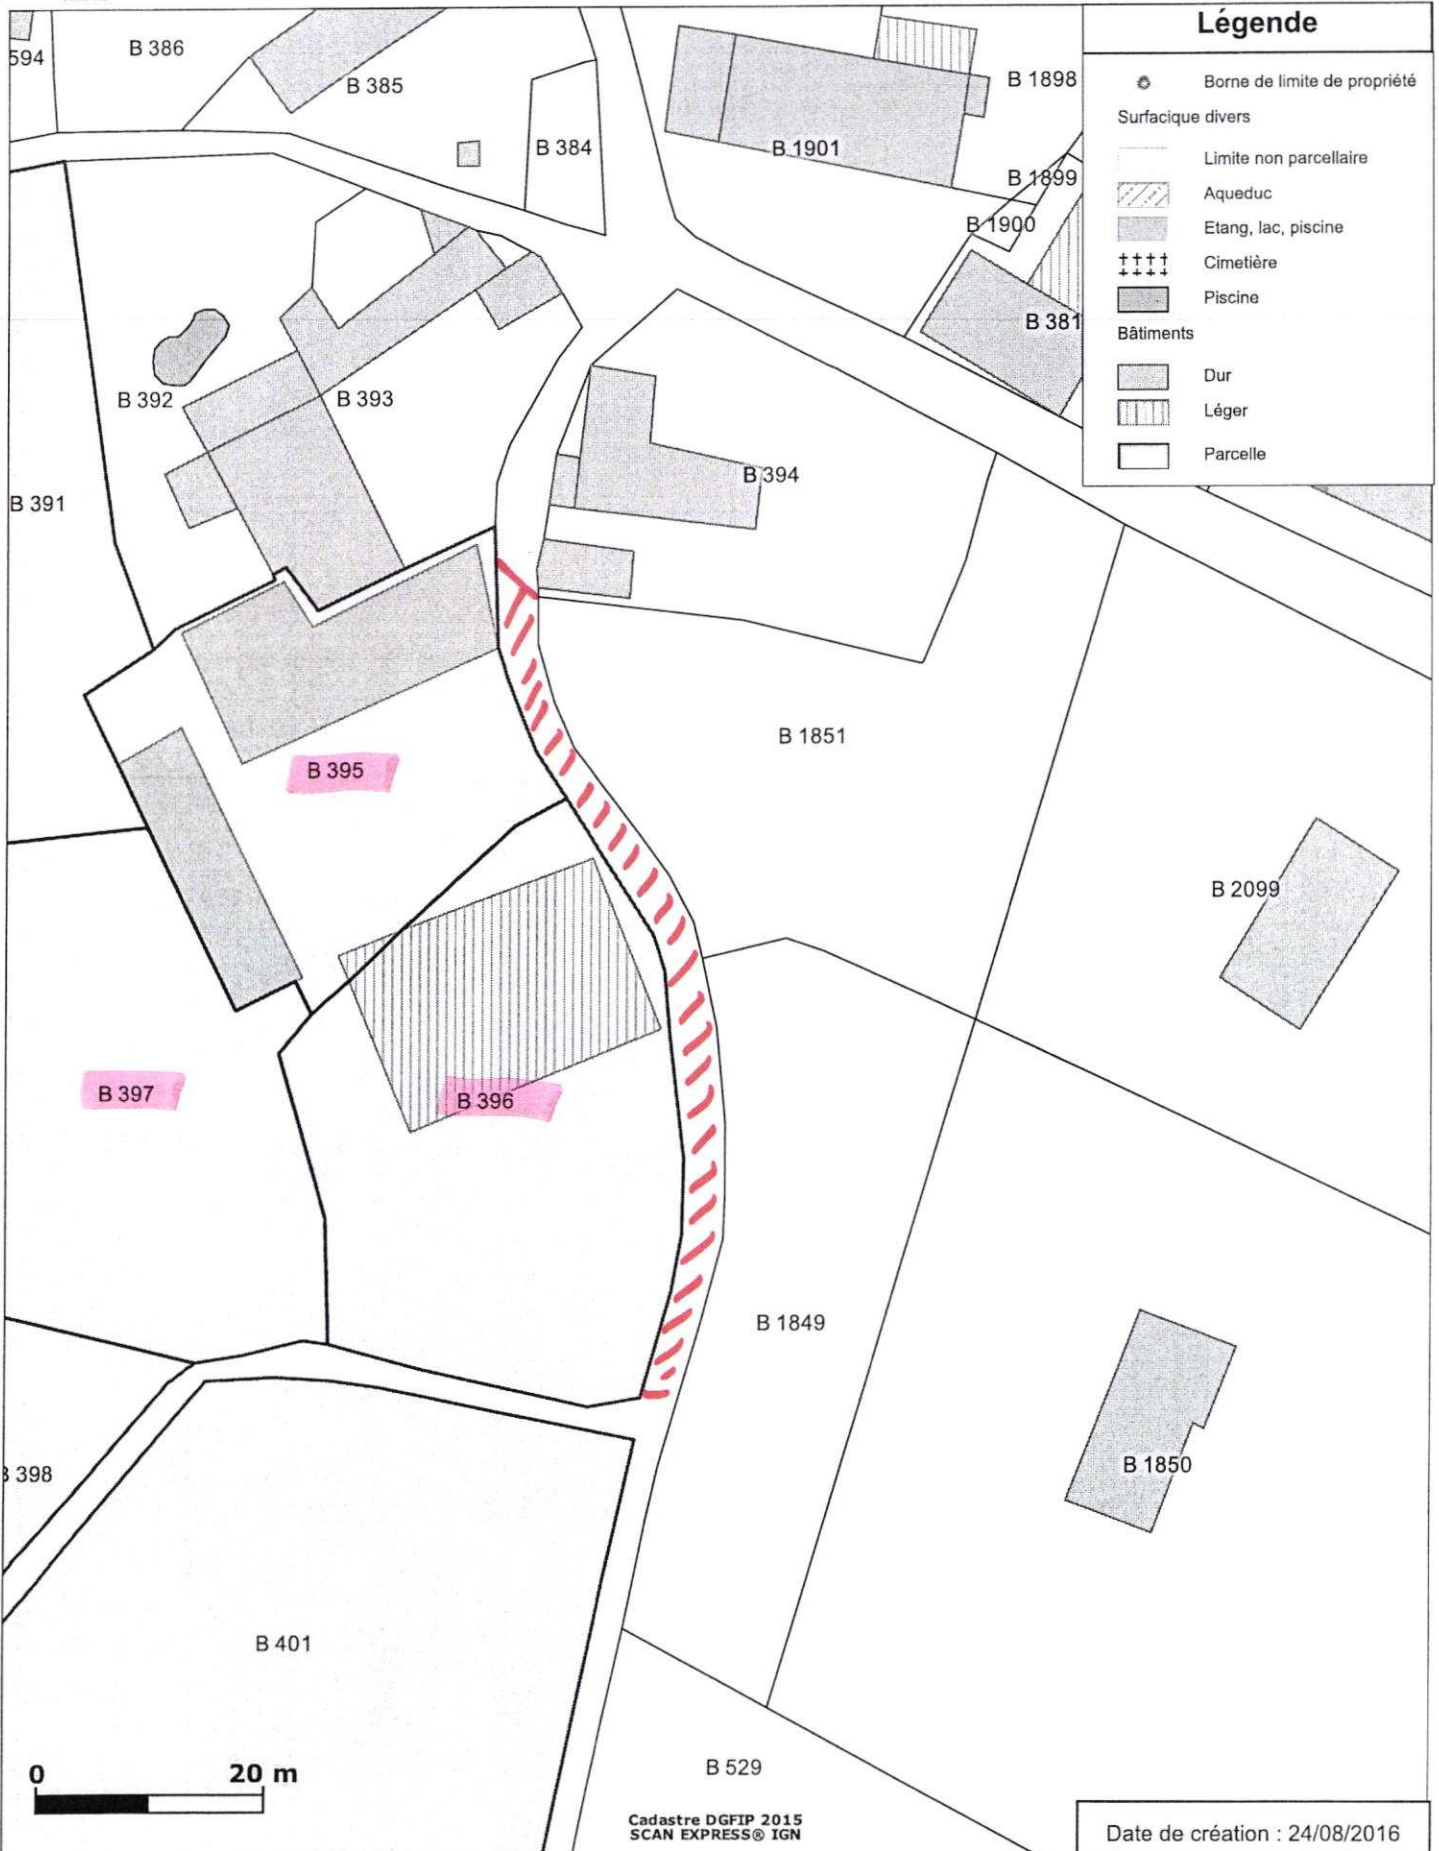 Légende
Borne de limite de propriété
Surfacique divers
Limite non parcellaire
Aqueduc
Etang, lac, piscine
Cimetière
Piscine
Bâtiments
Dur
Léger
Parcelle
594
B 386
B 385
B 384
B 1901
B 1898
B 1899
B 1900
B 381
B 392
B 393
B 394
B 391
B 1851
B 395
B 2099
B 397
B 396
B 1849
B 1850
B 398
B 401
B 529
0 20 m
Cadastre DGFIP 2015
SCAN EXPRESS® IGN
Date de création : 24/08/2016